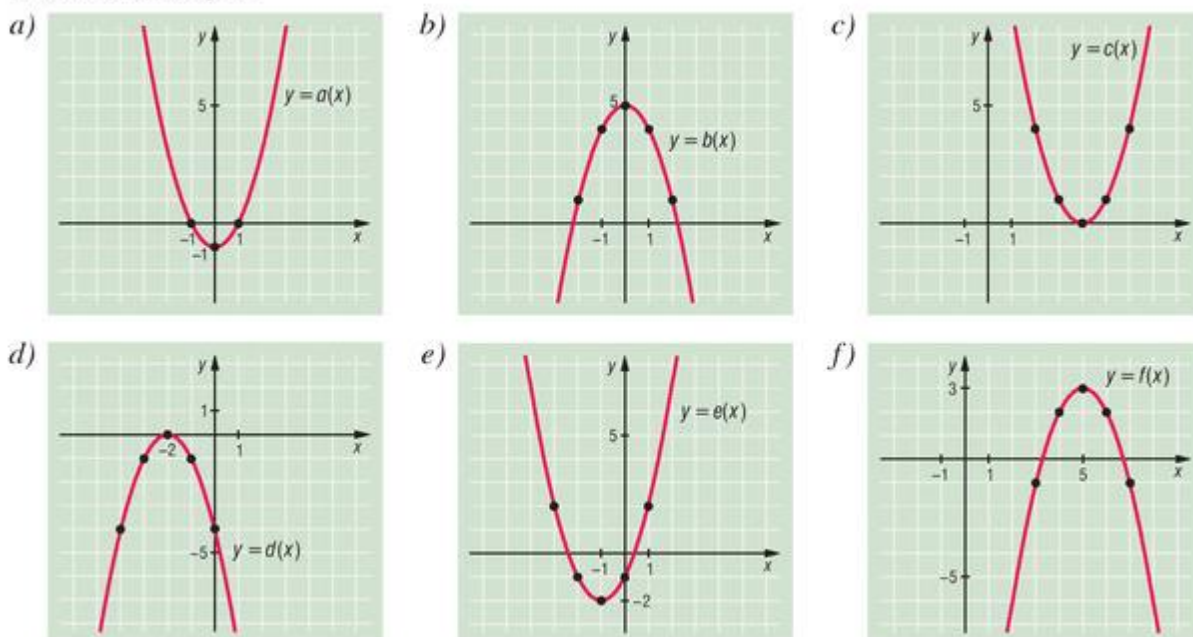 a)
y
y = a(x)
5
-1
1
x
-1
b)
y
5
y = b(x)
-1
1
x
c)
y
y = c(x)
5
-1
1
x
d)
y
1
-2
1
x
-5
y = d(x)
e)
y
y = e(x)
5
-1
1
x
-2
f)
y
3
y = f(x)
-1
1
5
x
-5